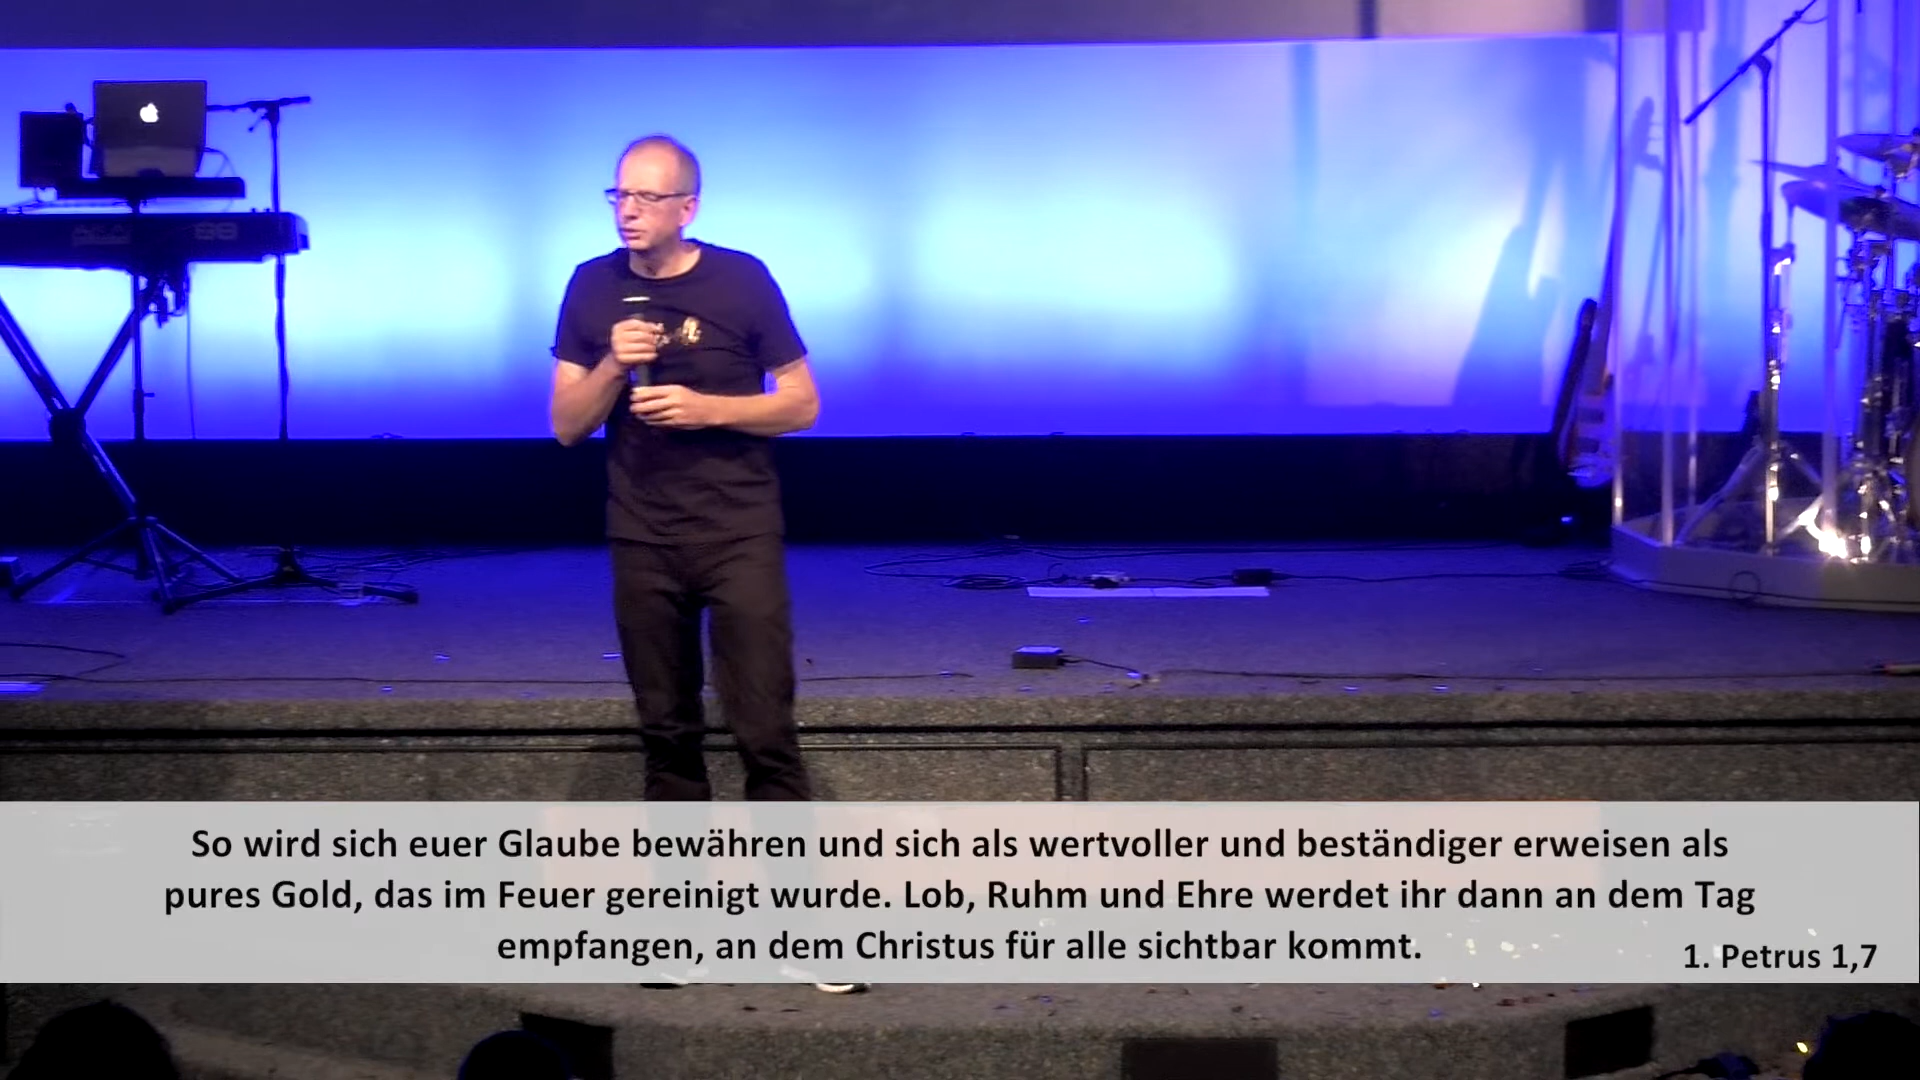 So wird sich euer Glaube bewähren und sich als wertvoller und beständiger erweisen als
pures Gold, das im Feuer gereinigt wurde. Lob, Ruhm und Ehre werdet ihr dann an dem Tag
empfangen, an dem Christus für alle sichtbar kommt.
1. Petrus 1,7